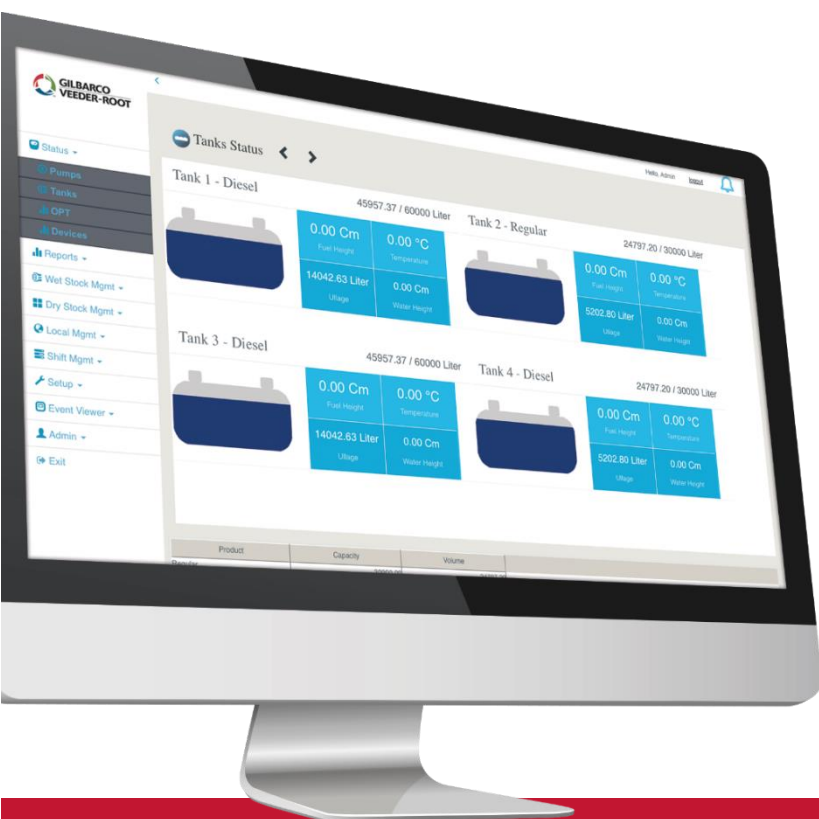 GILBARCO
VEEDER-ROOT
Status
Pumps
Tanks
OPT
Devices
Reports
Wet Stock Mgmt
Dry Stock Mgmt
Local Mgmt
Shift Mgmt
Setup
Event Viewer
Admin
Exit
Hello, Admin logout
Tanks Status
Tank 1 - Diesel
45957.37 / 60000 Liter
0.00 Cm
Fuel Height
0.00 °C
Temperature
14042.63 Liter
Ullage
0.00 Cm
Water Height
Tank 2 - Regular
24797.20 / 30000 Liter
0.00 Cm
Fuel Height
0.00 °C
Temperature
5202.80 Liter
Ullage
0.00 Cm
Water Height
Tank 3 - Diesel
45957.37 / 60000 Liter
0.00 Cm
Fuel Height
0.00 °C
Temperature
14042.63 Liter
Ullage
0.00 Cm
Water Height
Tank 4 - Diesel
24797.20 / 30000 Liter
0.00 Cm
Fuel Height
0.00 °C
Temperature
5202.80 Liter
Ullage
0.00 Cm
Water Height
Product Capacity Volume